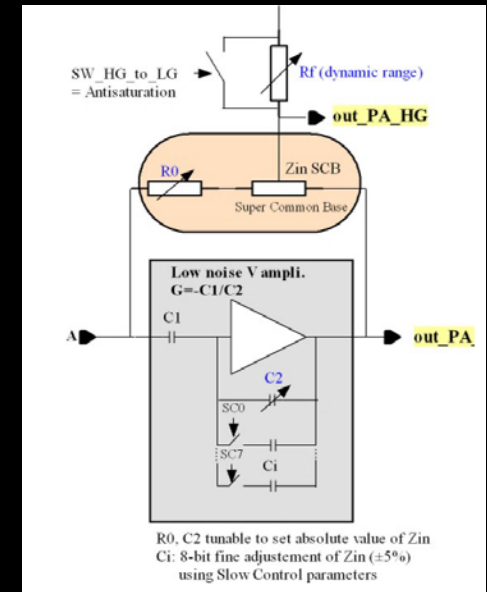 SW_HG_to_LG
= Antisaturation
Rf (dynamic range)
out_PA_HG
R0
Zin SCB
Super Common Base
Low noise V ampli.
G=-C1/C2
C1
A
out_PA_
C2
SC0
SC7
Ci
R0, C2 tunable to set absolute value of Zin
Ci: 8-bit fine adjustement of Zin (±5%)
using Slow Control parameters